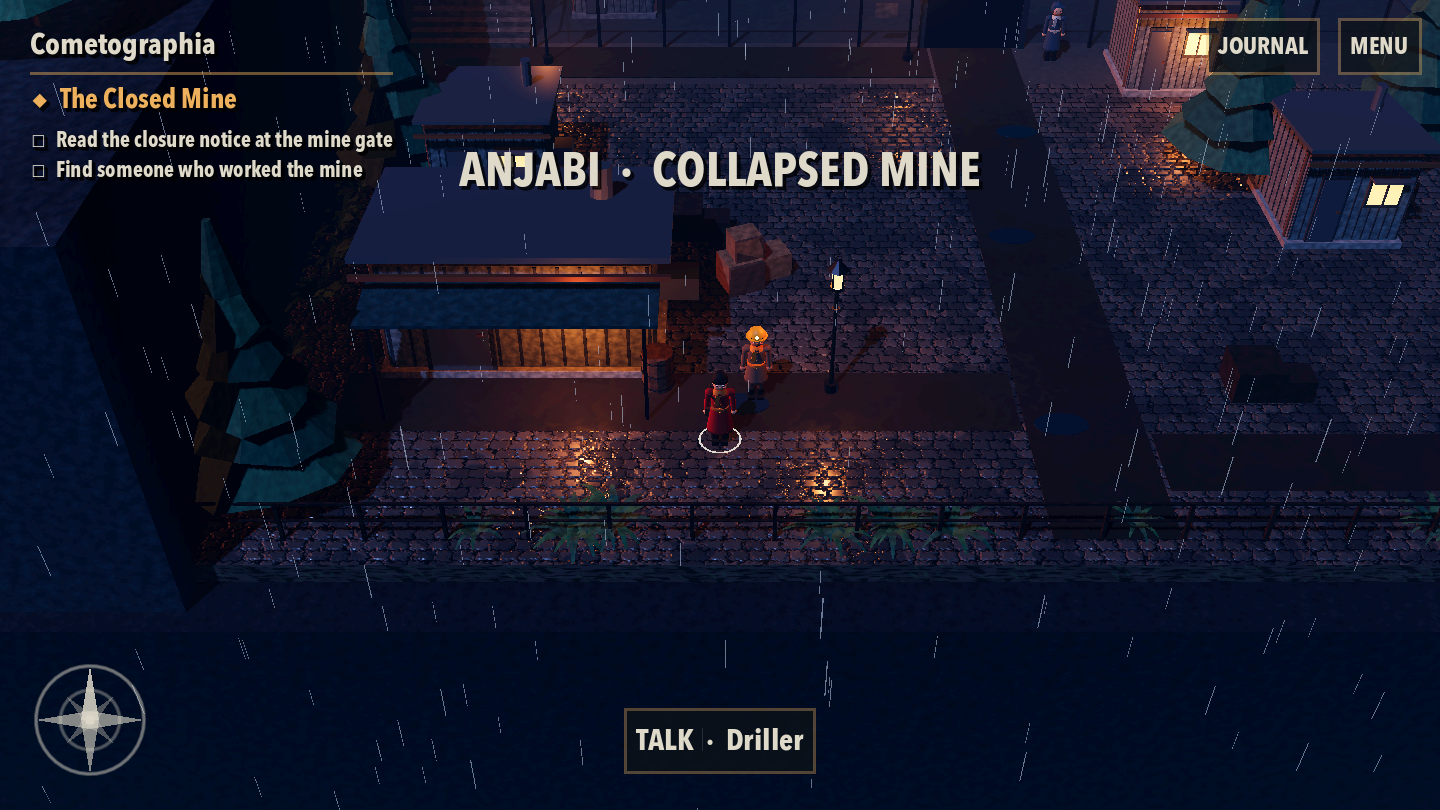 Cometographia
The Closed Mine
Read the closure notice at the mine gate
Find someone who worked the mine
JOURNAL
MENU
ANJABI · COLLAPSED MINE
TALK · Driller